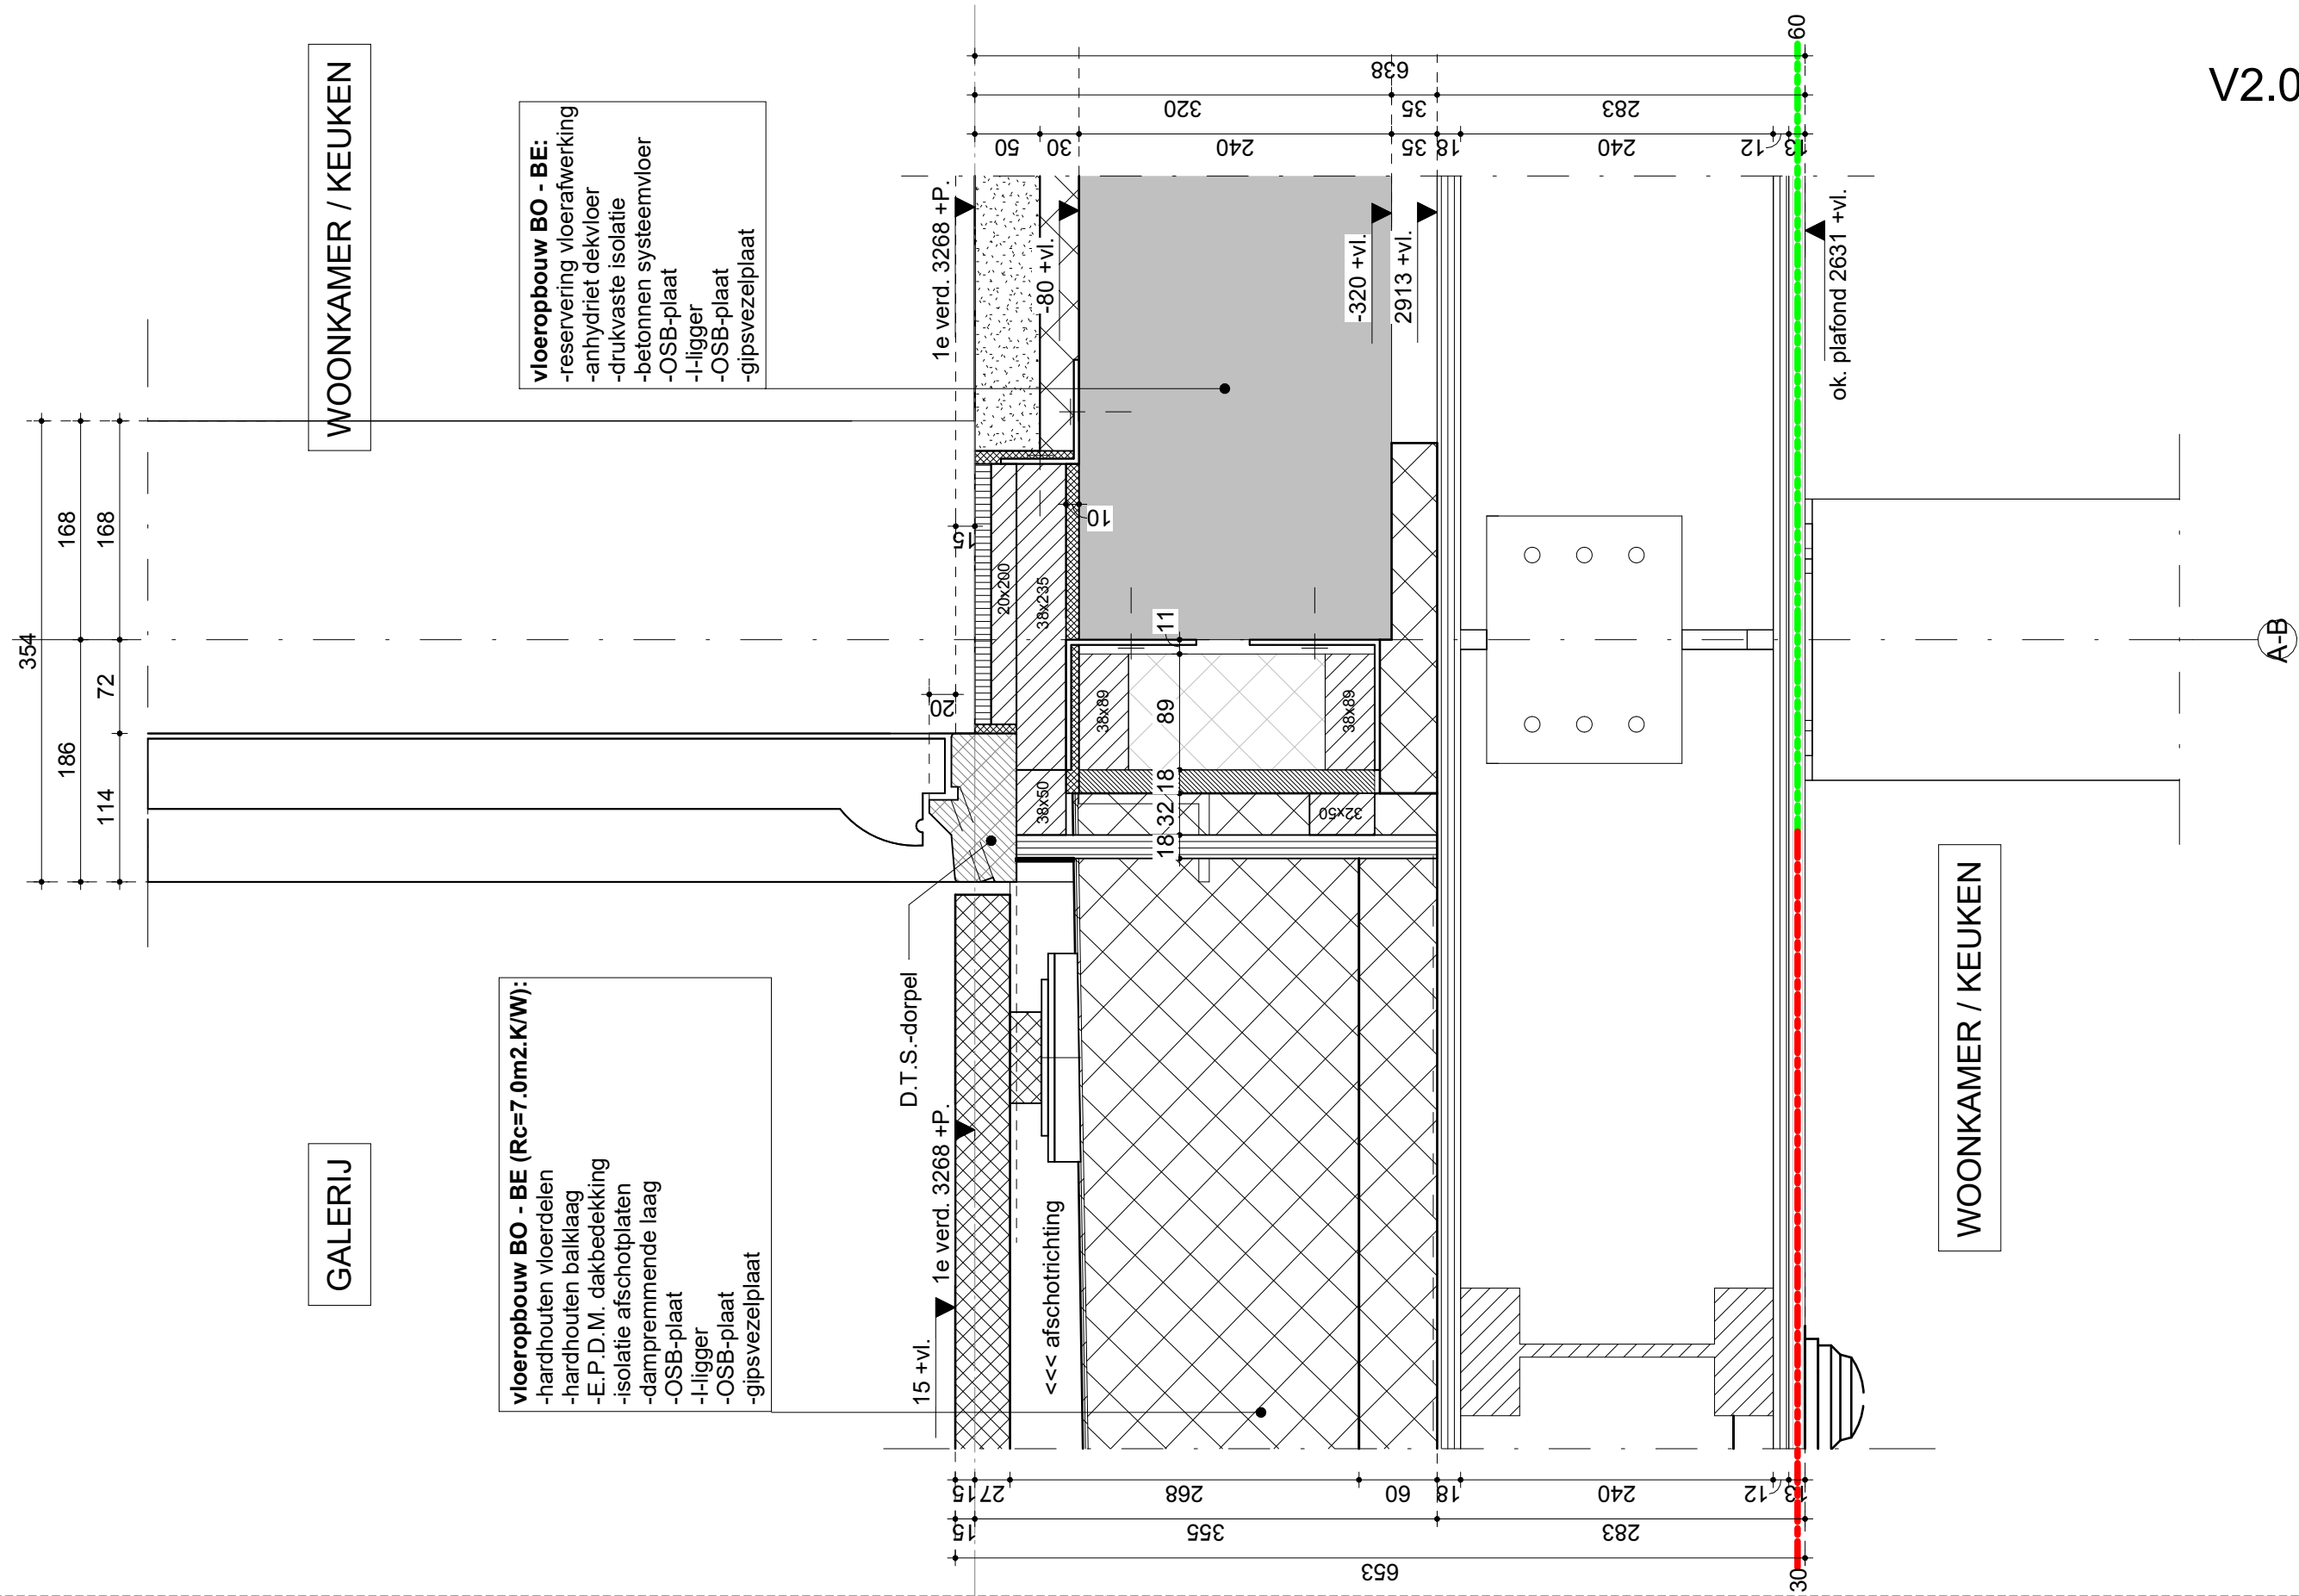 V2.0
WOONKAMER / KEUKEN
vloeropbouw BO - BE:
-reservering vloerafwerking
-anhydriet dekvloer
-drukvaste isolatie
-betonnen systeemvloer
-OSB-plaat
-I-ligger
-OSB-plaat
-gipsvezelplaat
GALERIJ
vloeropbouw BO - BE (Rc=7.0m2.K/W):
-hardhouten vloerdelen
-hardhouten balklaag
-E.P.D.M. dakbedekking
-isolatie afschotplaten
-dampremmende laag
-OSB-plaat
-I-ligger
-OSB-plaat
-gipsvezelplaat
354
186
168
114
72
168
D.T.S.-dorpel
15 +vl.
1e verd. 3268 +P.
<<< afschotrichting
1e verd. 3268 +P.
-80 +vl.
-320 +vl.
2913 +vl.
ok. plafond 2631 +vl.
20
15
10
20x200
38x235
38x50
38x89
38x89
32x50
18
32
18
89
11
15
27
268
60
18
240
12
13
15
355
283
653
30
50
30
240
35
18
240
12
13
320
35
283
638
60
WOONKAMER / KEUKEN
A-B